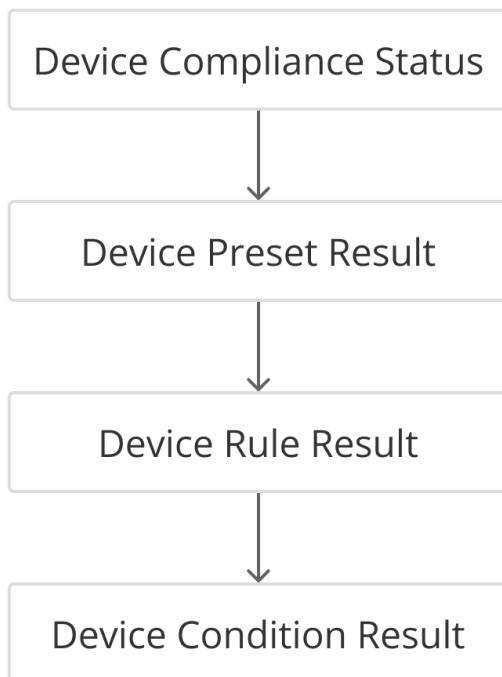 Device Compliance Status
Device Preset Result
Device Rule Result
Device Condition Result